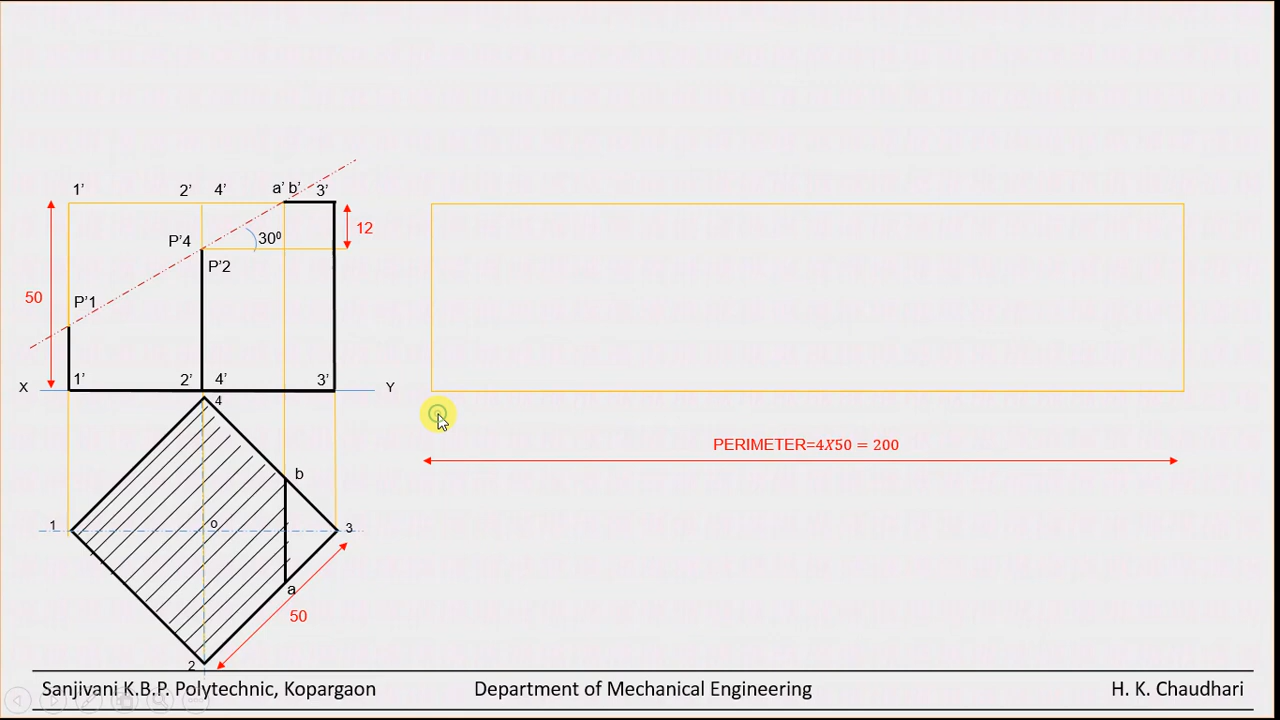 1' 2' 4' a' b' 3'
12
P'4 30⁰
P'2
50
P'1
X 1' 2' 4' 3' Y
4
PERIMETER=4X50 = 200
b
1 o 3
a
50
2
Sanjivani K.B.P. Polytechnic, Kopargaon Department of Mechanical Engineering H. K. Chaudhari